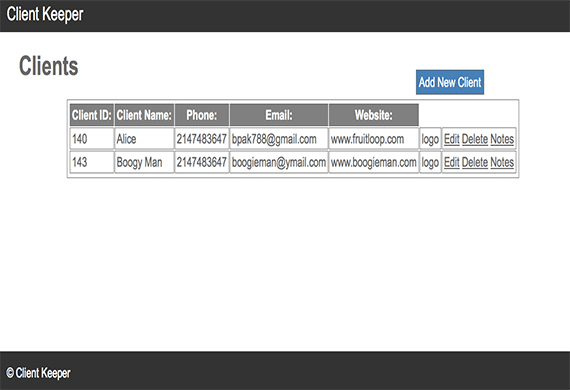 Client Keeper
Clients
Add New Client
Client ID: Client Name: Phone: Email: Website:
140 Alice 2147483647 bpak788@gmail.com www.fruitloop.com logo Edit Delete Notes
143 Boogy Man 2147483647 boogieman@ymail.com www.boogieman.com logo Edit Delete Notes
© Client Keeper